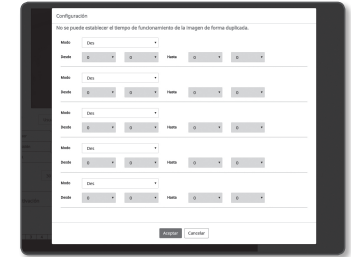 Configuración
No se puede establecer el tiempo de funcionamiento de la imagen de forma duplicada.
Modo Des
Desde 0 0 Hasta 0 0
Modo Des
Desde 0 0 Hasta 0 0
Modo Des
Desde 0 0 Hasta 0 0
Modo Des
Desde 0 0 Hasta 0 0
Modo Des
Desde 0 0 Hasta 0 0
Aceptar Cancelar